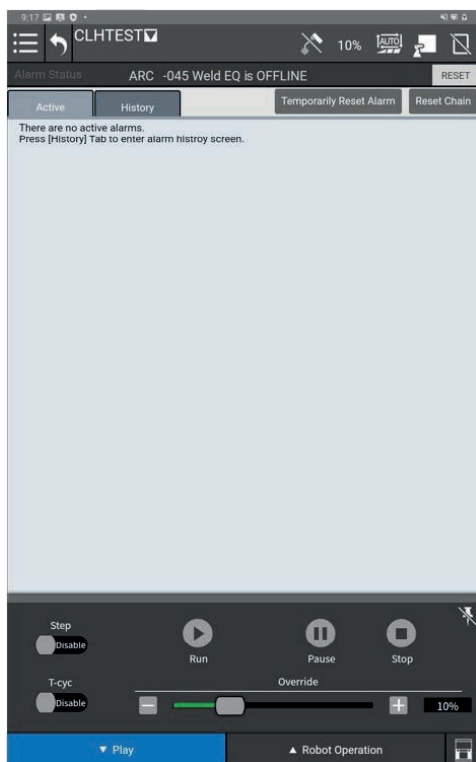 9:17
CLHTEST
10%
AUTO
Alarm Status
ARC -045 Weld EQ is OFFLINE
RESET
Active
History
Temporarily Reset Alarm
Reset Chain
There are no active alarms.
Press [History] Tab to enter alarm histroy screen.
Step
Disable
Run
Pause
Stop
T-cyc
Disable
Override
10%
Play
Robot Operation